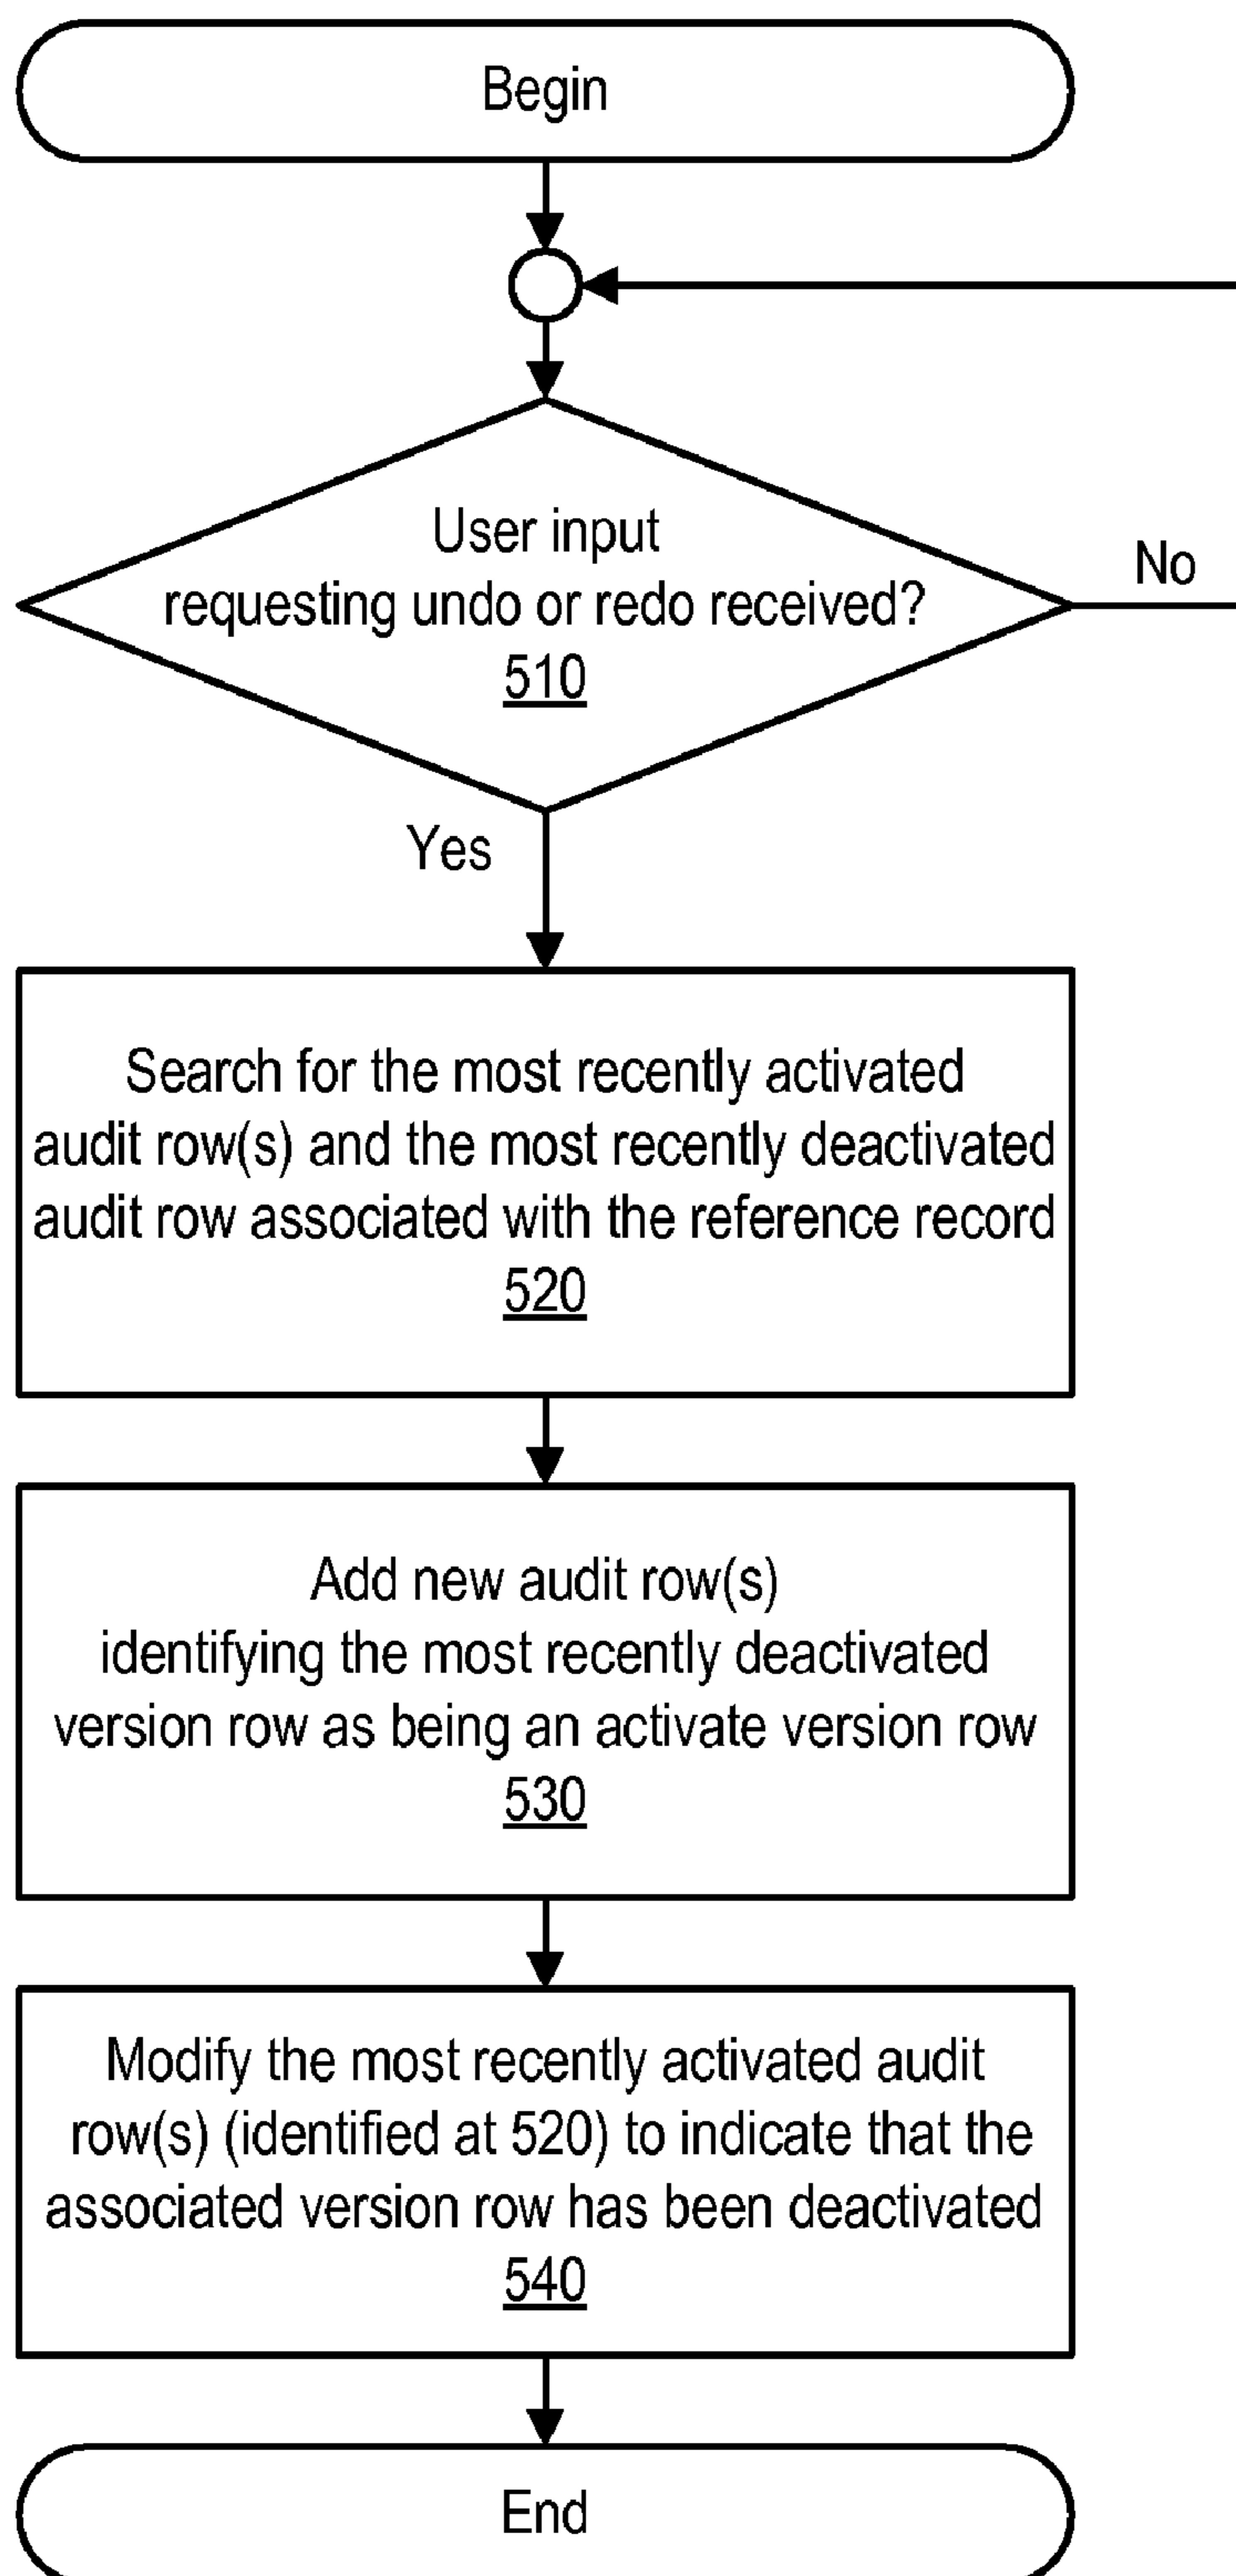 Begin
User input
requesting undo or redo received?
510
No
Yes
Search for the most recently activated
audit row(s) and the most recently deactivated
audit row associated with the reference record
520
Add new audit row(s)
identifying the most recently deactivated
version row as being an activate version row
530
Modify the most recently activated audit
row(s) (identified at 520) to indicate that the
associated version row has been deactivated
540
End